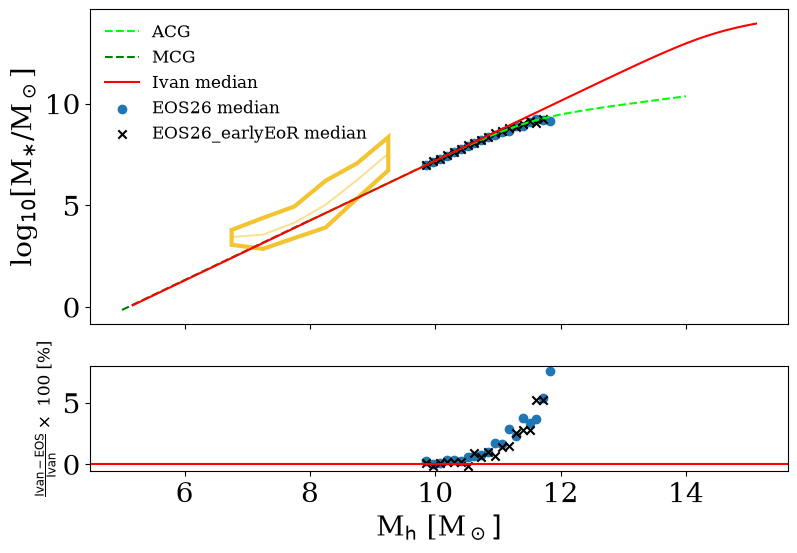 ACG
MCG
Ivan median
EOS26 median
EOS26_earlyEoR median
log₁₀[M∗/M⊙]
10
5
0
Ivan − EOS / Ivan × 100 [%]
5
0
6 8 10 12 14
Mₕ [M⊙]